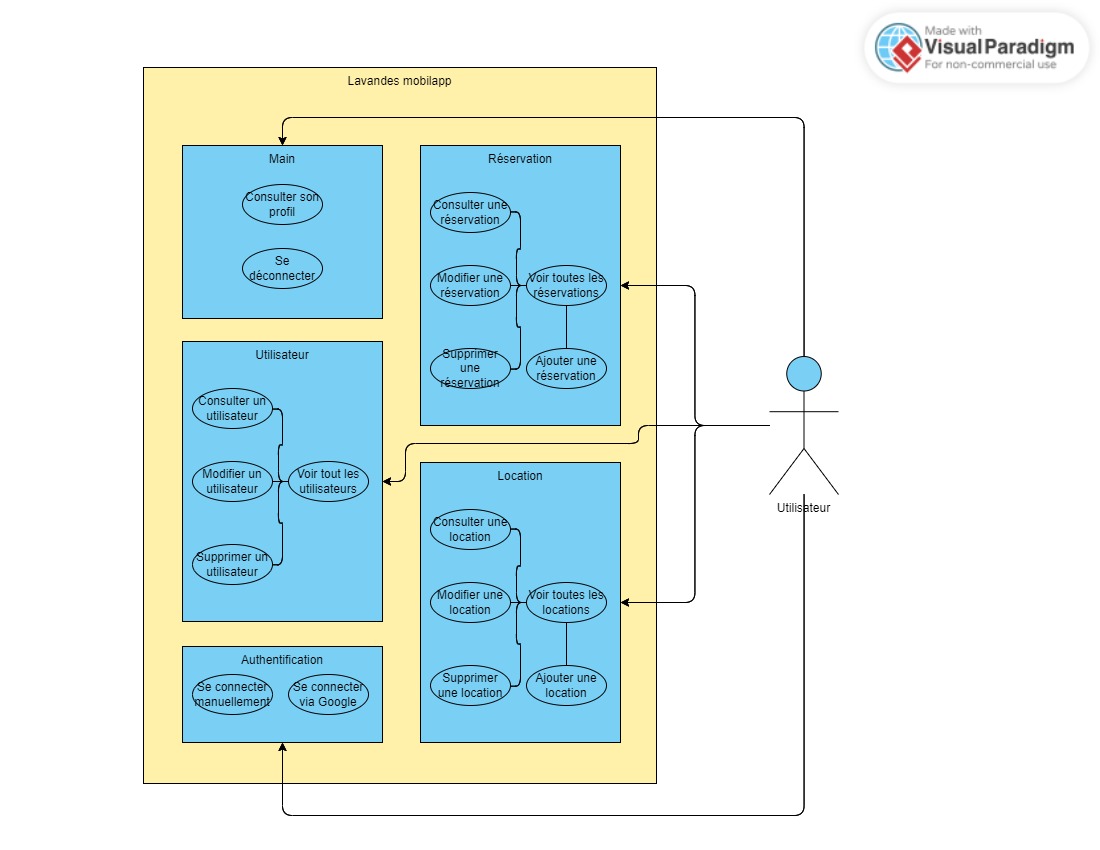 Made with
Visual Paradigm
For non-commercial use
Lavandes mobilapp
Main
Consulter son
profil
Se
déconnecter
Réservation
Consulter une
réservation
Modifier une
réservation
Voir toutes les
réservations
Supprimer
une
réservation
Ajouter une
réservation
Utilisateur
Consulter un
utilisateur
Modifier un
utilisateur
Voir tout les
utilisateurs
Supprimer un
utilisateur
Location
Consulter une
location
Modifier une
location
Voir toutes les
locations
Supprimer
une location
Ajouter une
location
Authentification
Se connecter
manuellement
Se connecter
via Google
Utilisateur